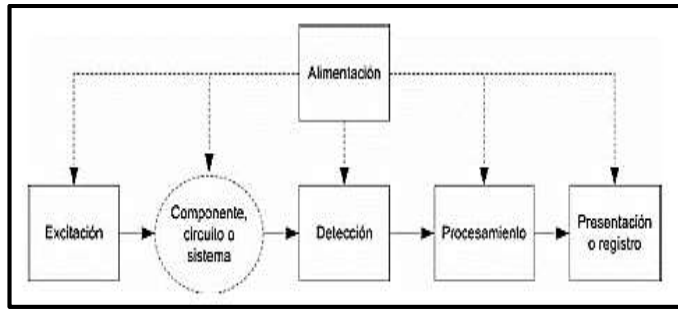 Alimentación
Excitación
Componente,
circuito o
sistema
Detección
Procesamiento
Presentación
o registro